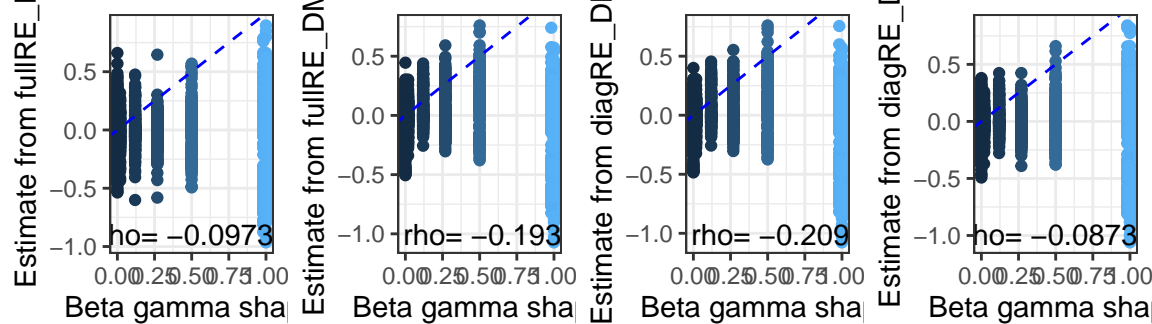 Estimate from fullRE_
0.5
0.0
−0.5
−1.0
ho= −0.0973
0.00 0.25 0.50 0.75 1.00
Beta gamma sha
Estimate from fullRE_DM
0.5
0.0
−0.5
−1.0
rho= −0.193
0.00 0.25 0.50 0.75 1.00
Beta gamma sha
Estimate from diagRE_D
0.5
0.0
−0.5
−1.0
rho= −0.209
0.00 0.25 0.50 0.75 1.00
Beta gamma sha
Estimate from diagRE_D
0.5
0.0
−0.5
−1.0
ho= −0.0873
0.00 0.25 0.50 0.75 1.00
Beta gamma sha